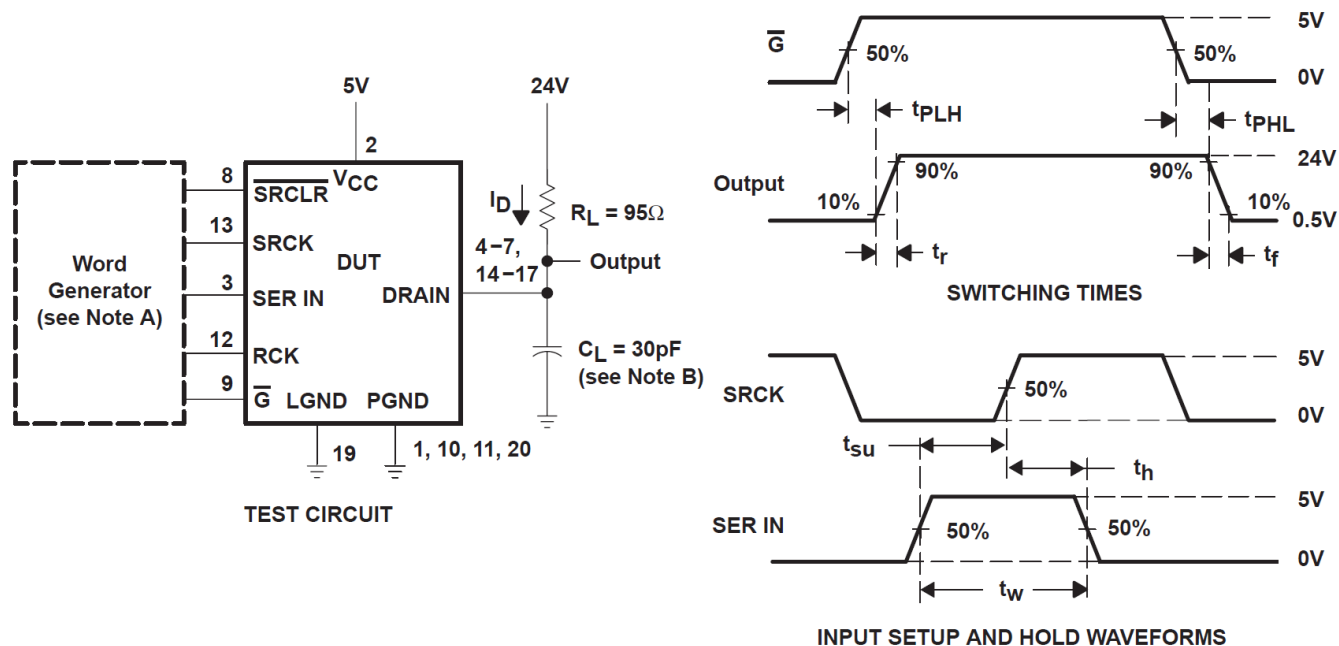 5V
24V
2
8
SRCLR
VCC
ID
RL = 95Ω
13
SRCK
4−7,
14−17
Output
Word
Generator
(see Note A)
DUT
3
SER IN
DRAIN
12
RCK
CL = 30pF
(see Note B)
9
G
LGND
PGND
19
1, 10, 11, 20
TEST CIRCUIT
G
50%
50%
5V
0V
tPLH
tPHL
Output
10%
90%
90%
10%
24V
0.5V
tr
tf
SWITCHING TIMES
SRCK
50%
5V
0V
tsu
th
SER IN
50%
50%
5V
0V
tw
INPUT SETUP AND HOLD WAVEFORMS